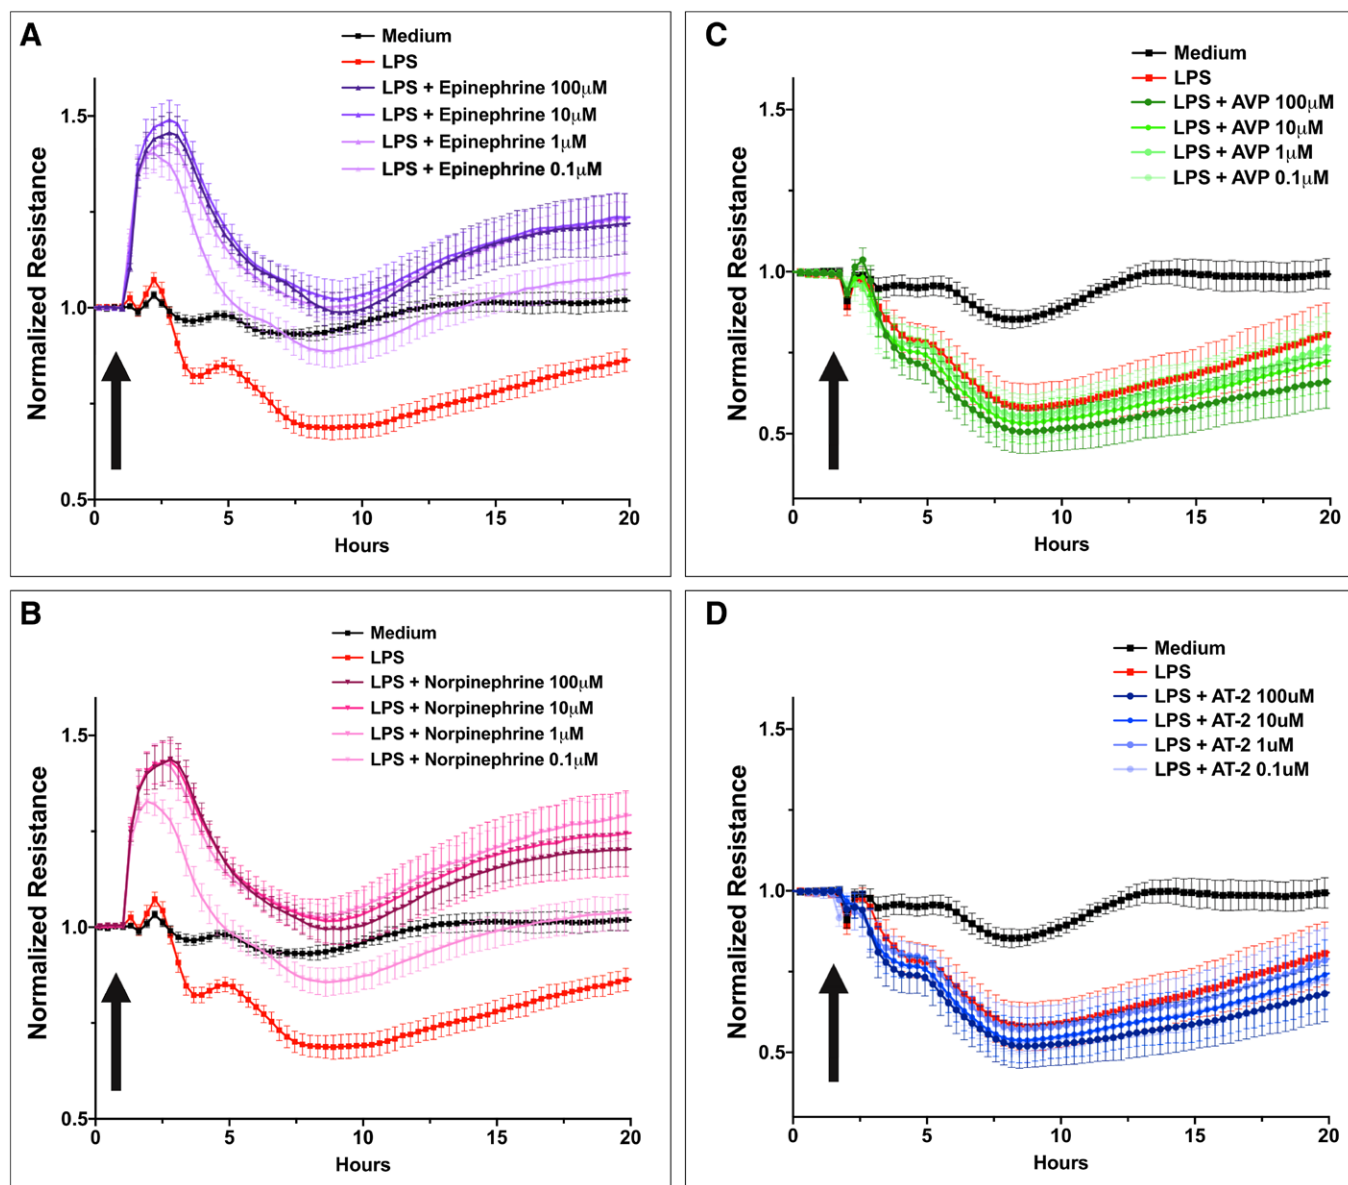 A
Medium
LPS
LPS + Epinephrine 100μM
LPS + Epinephrine 10μM
LPS + Epinephrine 1μM
LPS + Epinephrine 0.1μM
Normalized Resistance
1.5
1.0
0.5
0 5 10 15 20
Hours
C
Medium
LPS
LPS + AVP 100μM
LPS + AVP 10μM
LPS + AVP 1μM
LPS + AVP 0.1μM
Normalized Resistance
1.5
1.0
0.5
0 5 10 15 20
Hours
B
Medium
LPS
LPS + Norpinephrine 100μM
LPS + Norpinephrine 10μM
LPS + Norpinephrine 1μM
LPS + Norpinephrine 0.1μM
Normalized Resistance
1.5
1.0
0.5
0 5 10 15 20
Hours
D
Medium
LPS
LPS + AT-2 100uM
LPS + AT-2 10uM
LPS + AT-2 1uM
LPS + AT-2 0.1uM
Normalized Resistance
1.5
1.0
0.5
0 5 10 15 20
Hours